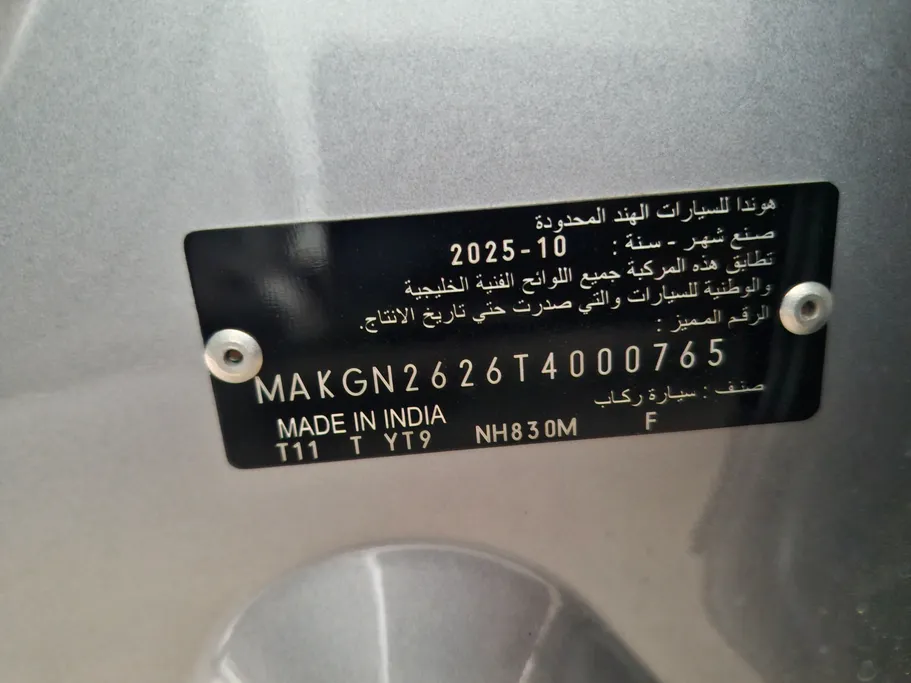 هوندا للسيارات الهند المحدودة
صنع شهر - سنة : 2025-10
تطابق هذه المركبة جميع اللوائح الفنية الخليجية
والوطنية للسيارات والتي صدرت حتي تاريخ الانتاج.
الرقم المميز :
MAKGN2626T4000765
صنف : سيارة ركاب
MADE IN INDIA
T11 T YT9 NH830M F